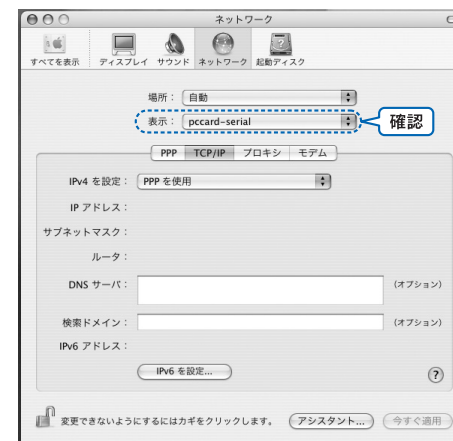 ネットワーク
すべてを表示 ディスプレイ サウンド ネットワーク 起動ディスク
場所： 自動
表示： pccard-serial 確認
PPP TCP/IP プロキシ モデム
IPv4 を設定： PPP を使用
IP アドレス：
サブネットマスク：
ルータ：
DNS サーバ： (オプション)
検索ドメイン： (オプション)
IPv6 アドレス：
IPv6 を設定... ?
変更できないようにするにはカギをクリックします。 アシスタント... 今すぐ適用